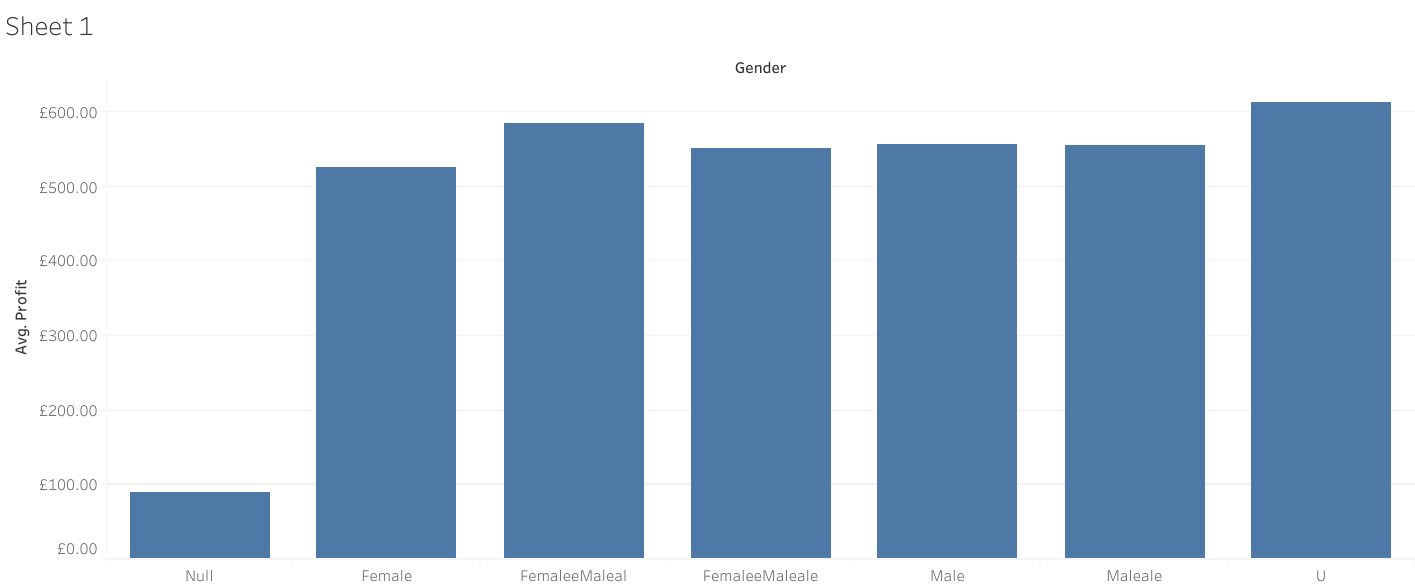 Sheet 1
Gender
£600.00
£500.00
£400.00
£300.00
£200.00
£100.00
£0.00
Avg. Profit
Null Female FemaleeMaleal FemaleeMaleale Male Maleale U